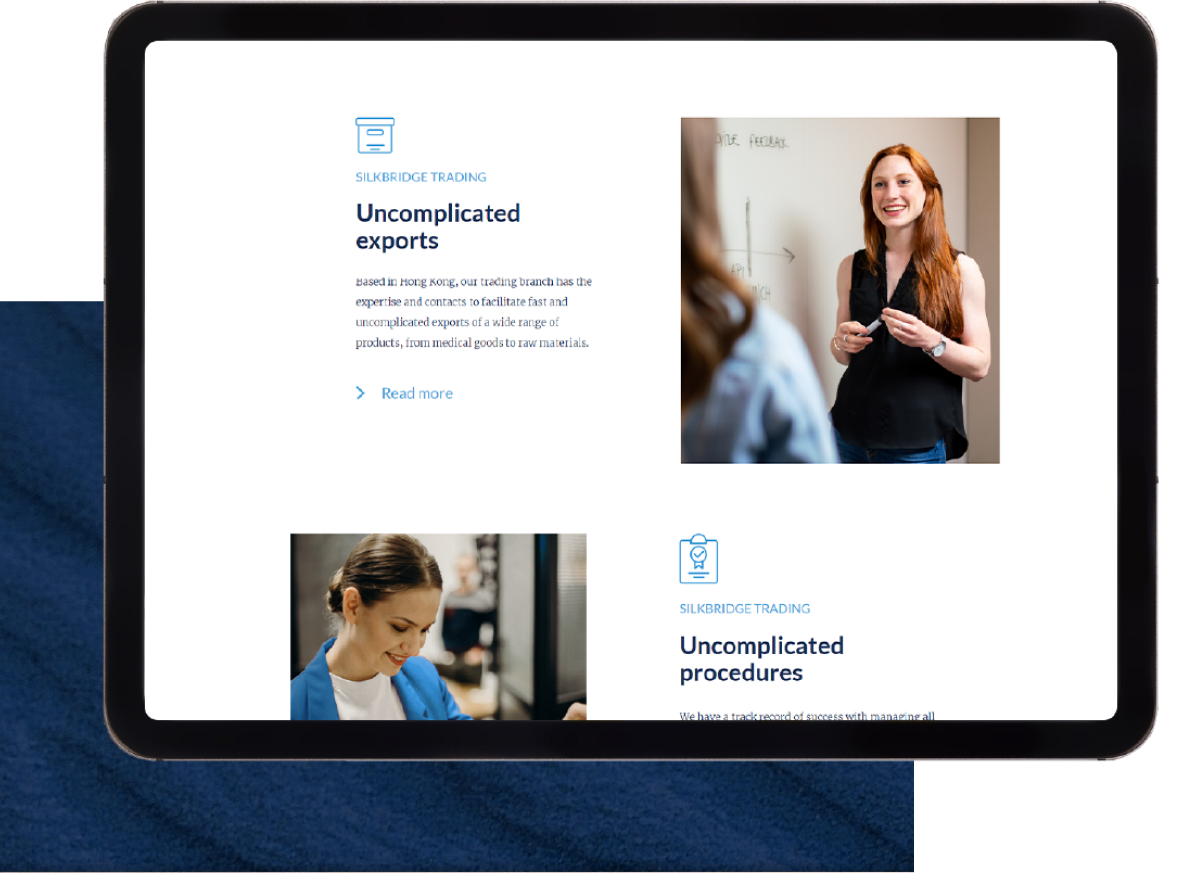 SILKBRIDGE TRADING
Uncomplicated
exports
Based in Hong Kong, our trading branch has the
expertise and contacts to facilitate fast and
uncomplicated exports of a wide range of
products, from medical goods to raw materials.
Read more
FEEDBACK
API
SILKBRIDGE TRADING
Uncomplicated
procedures
We have a track record of success with managing all